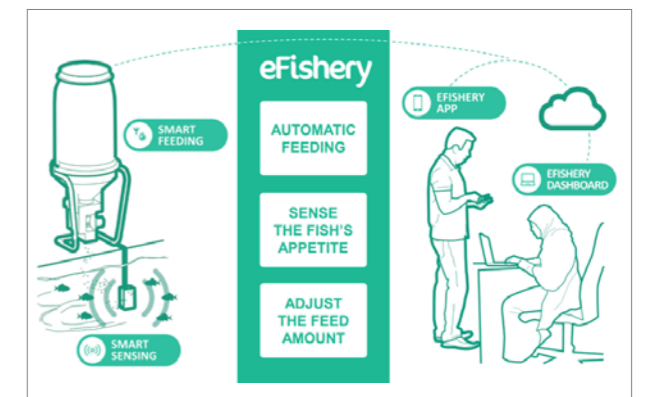 SMART
FEEDING
SMART
SENSING
eFishery
AUTOMATIC
FEEDING
SENSE
THE FISH'S
APPETITE
ADJUST
THE FEED
AMOUNT
EFISHERY
APP
EFISHERY
DASHBOARD